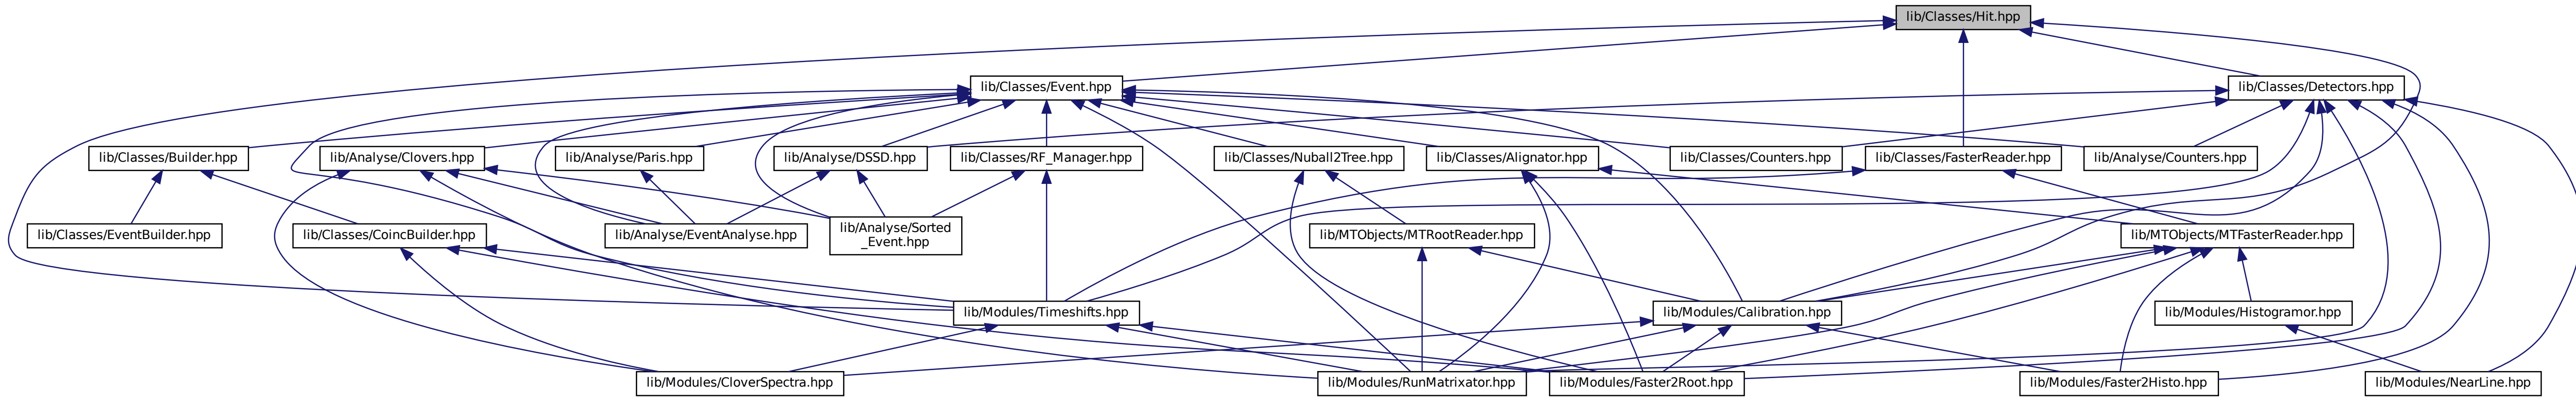 lib/Classes/Hit.hpp
lib/Classes/Event.hpp
lib/Classes/Detectors.hpp
lib/Classes/Builder.hpp
lib/Analyse/Clovers.hpp
lib/Analyse/Paris.hpp
lib/Analyse/DSSD.hpp
lib/Classes/RF_Manager.hpp
lib/Classes/Nuball2Tree.hpp
lib/Classes/Alignator.hpp
lib/Classes/Counters.hpp
lib/Classes/FasterReader.hpp
lib/Analyse/Counters.hpp
lib/Classes/EventBuilder.hpp
lib/Classes/CoincBuilder.hpp
lib/Analyse/EventAnalyse.hpp
lib/Analyse/Sorted
_Event.hpp
lib/MTObjects/MTRootReader.hpp
lib/MTObjects/MTFasterReader.hpp
lib/Modules/Timeshifts.hpp
lib/Modules/Calibration.hpp
lib/Modules/Histogramor.hpp
lib/Modules/CloverSpectra.hpp
lib/Modules/RunMatrixator.hpp
lib/Modules/Faster2Root.hpp
lib/Modules/Faster2Histo.hpp
lib/Modules/NearLine.hpp